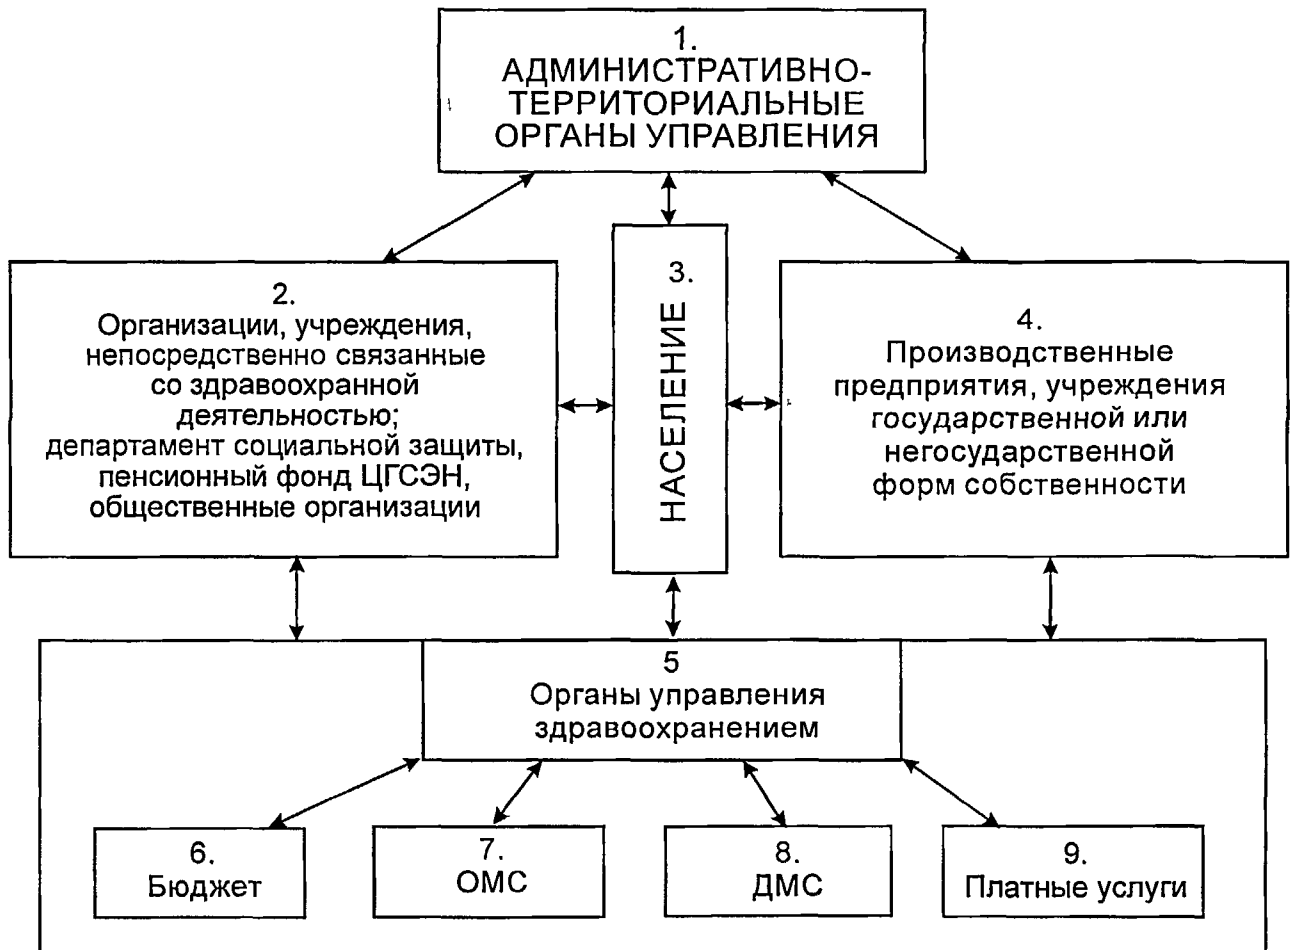 1.
АДМИНИСТРАТИВНО-
ТЕРРИТОРИАЛЬНЫЕ
ОРГАНЫ УПРАВЛЕНИЯ
2.
Организации, учреждения,
непосредственно связанные
со здравоохранной
деятельностью;
департамент социальной защиты,
пенсионный фонд ЦГСЭН,
общественные организации
3.
НАСЕЛЕНИЕ
4.
Производственные
предприятия, учреждения
государственной или
негосударственной
форм собственности
5
Органы управления
здравоохранением
6.
Бюджет
7.
ОМС
8.
ДМС
9.
Платные услуги